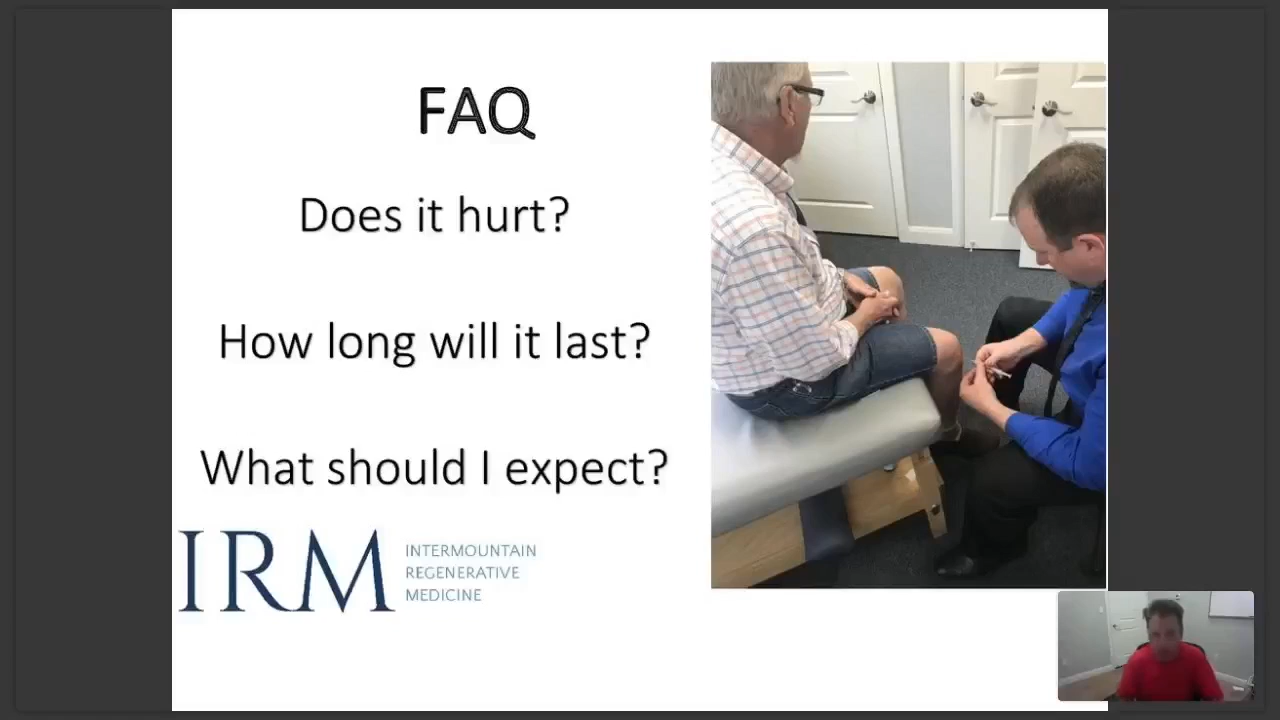 FAQ
Does it hurt?
How long will it last?
What should I expect?
IRM
INTERMOUNTAIN
REGENERATIVE
MEDICINE